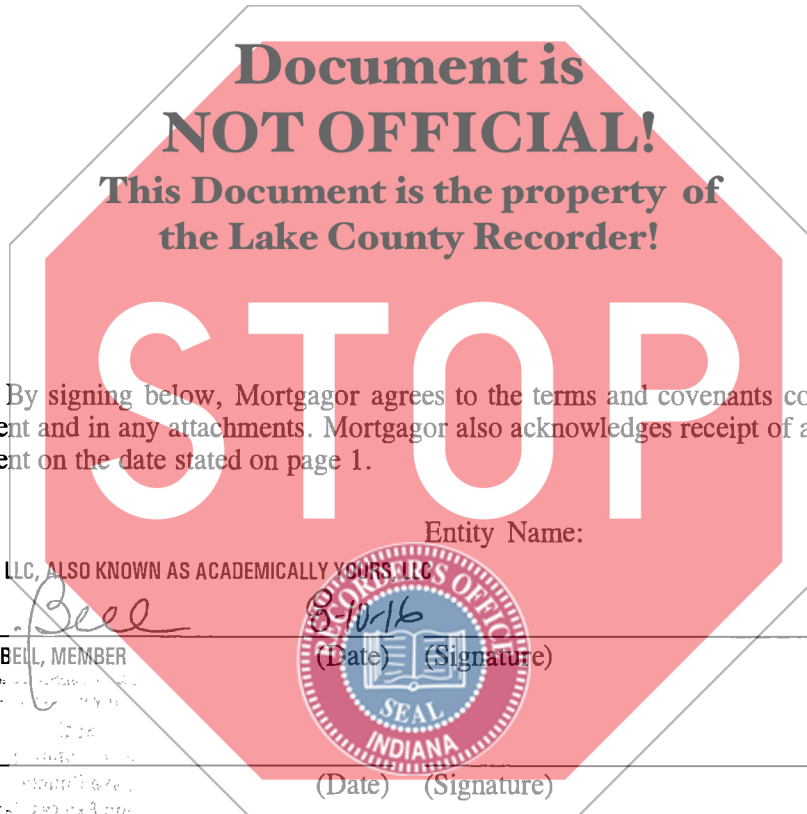 Document is
NOT OFFICIAL!
This Document is the property of
the Lake County Recorder!
STOP
By signing below, Mortgagor agrees to the terms and covenants co
ent and in any attachments. Mortgagor also acknowledges receipt of a
ent on the date stated on page 1.
Entity Name:
LLC, ALSO KNOWN AS ACADEMICALLY YOURS, LLC
. Bell 8-10-16
BELL, MEMBER (Date) (Signature)
RECORDER'S OFFICE
SEAL
INDIANA
(Date) (Signature)